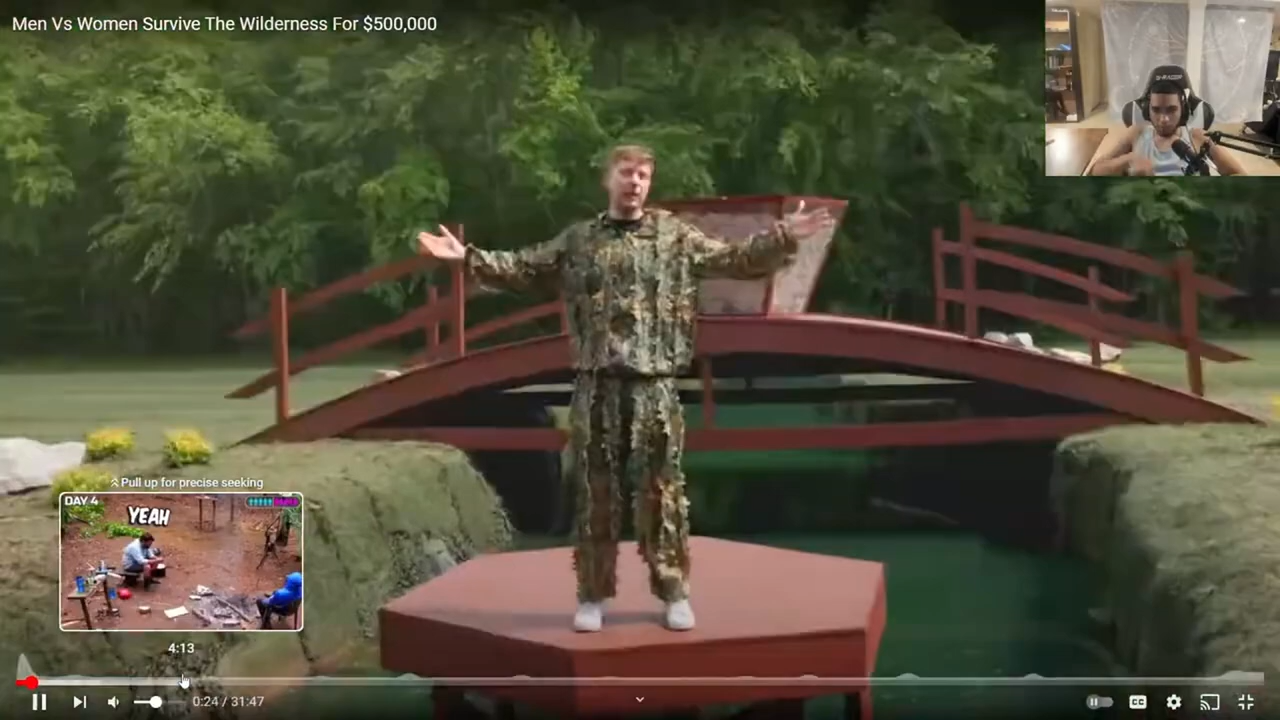 Men Vs Women Survive The Wilderness For $500,000
Pull up for precise seeking
DAY 4
YEAH
4:13
0:24 / 31:47
CC